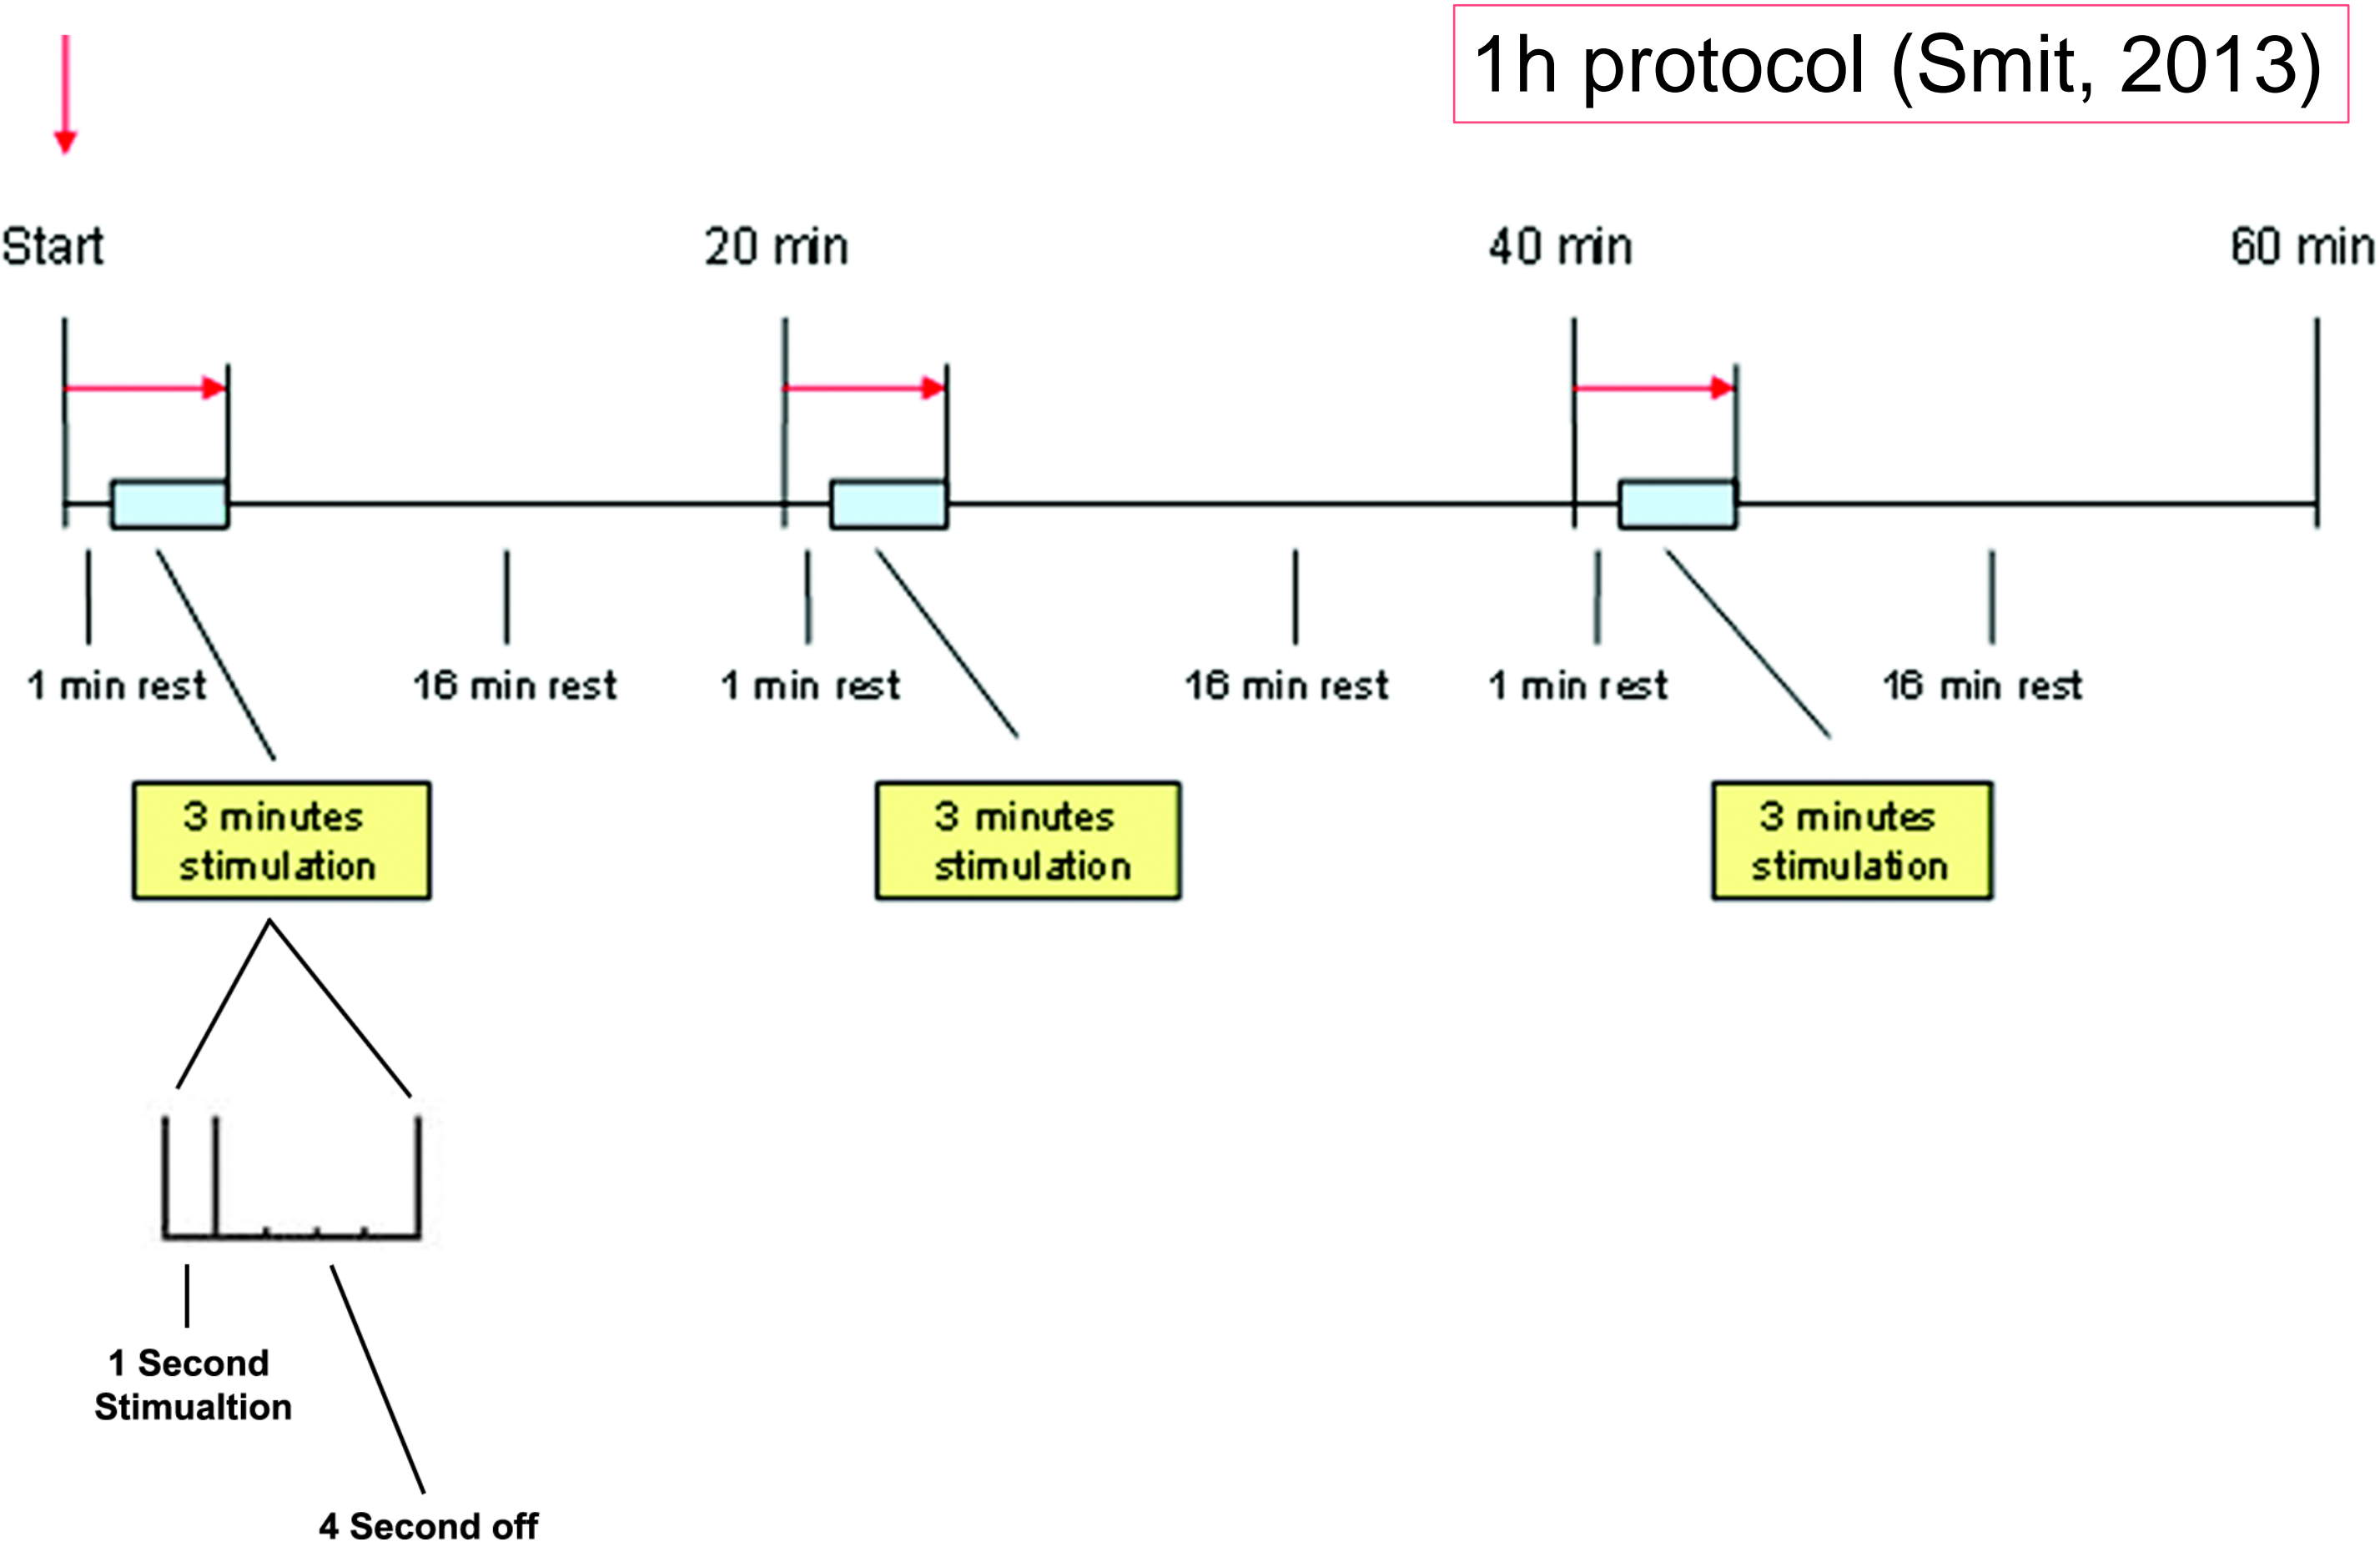 1h protocol (Smit, 2013)
Start
20 min
40 min
60 min
1 min rest
16 min rest
1 min rest
16 min rest
1 min rest
16 min rest
3 minutes
stimulation
3 minutes
stimulation
3 minutes
stimulation
1 Second
Stimualtion
4 Second off